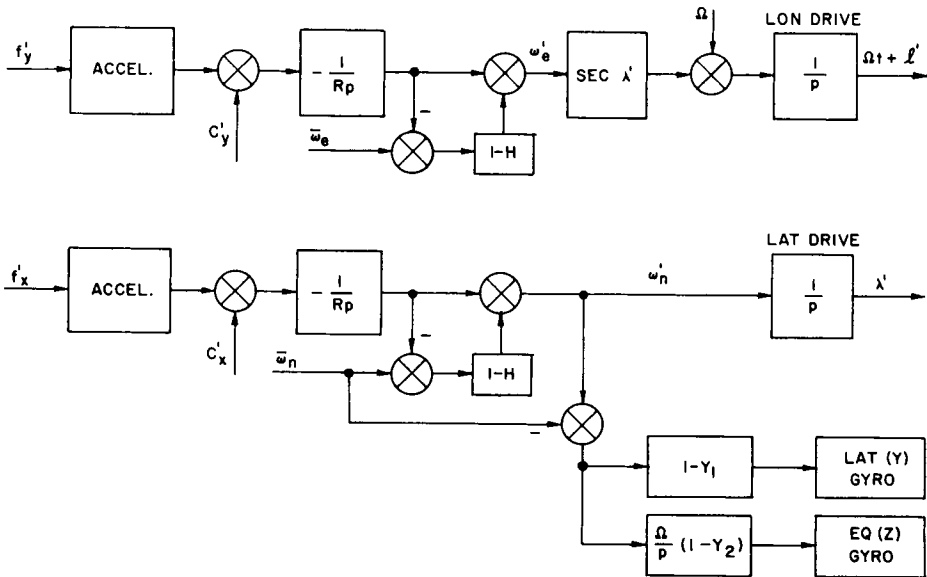 f'y
ACCEL.
C'y
- 1/Rp
-
ω̄e
1-H
ω'e
SEC λ'
Ω
LON DRIVE
1/p
Ωt + ℓ'
f'x
ACCEL.
C'x
- 1/Rp
-
ω̄n
1-H
ω'n
LAT DRIVE
1/p
λ'
-
1-Y1
LAT (Y)
GYRO
Ω/p (1-Y2)
EQ (Z)
GYRO